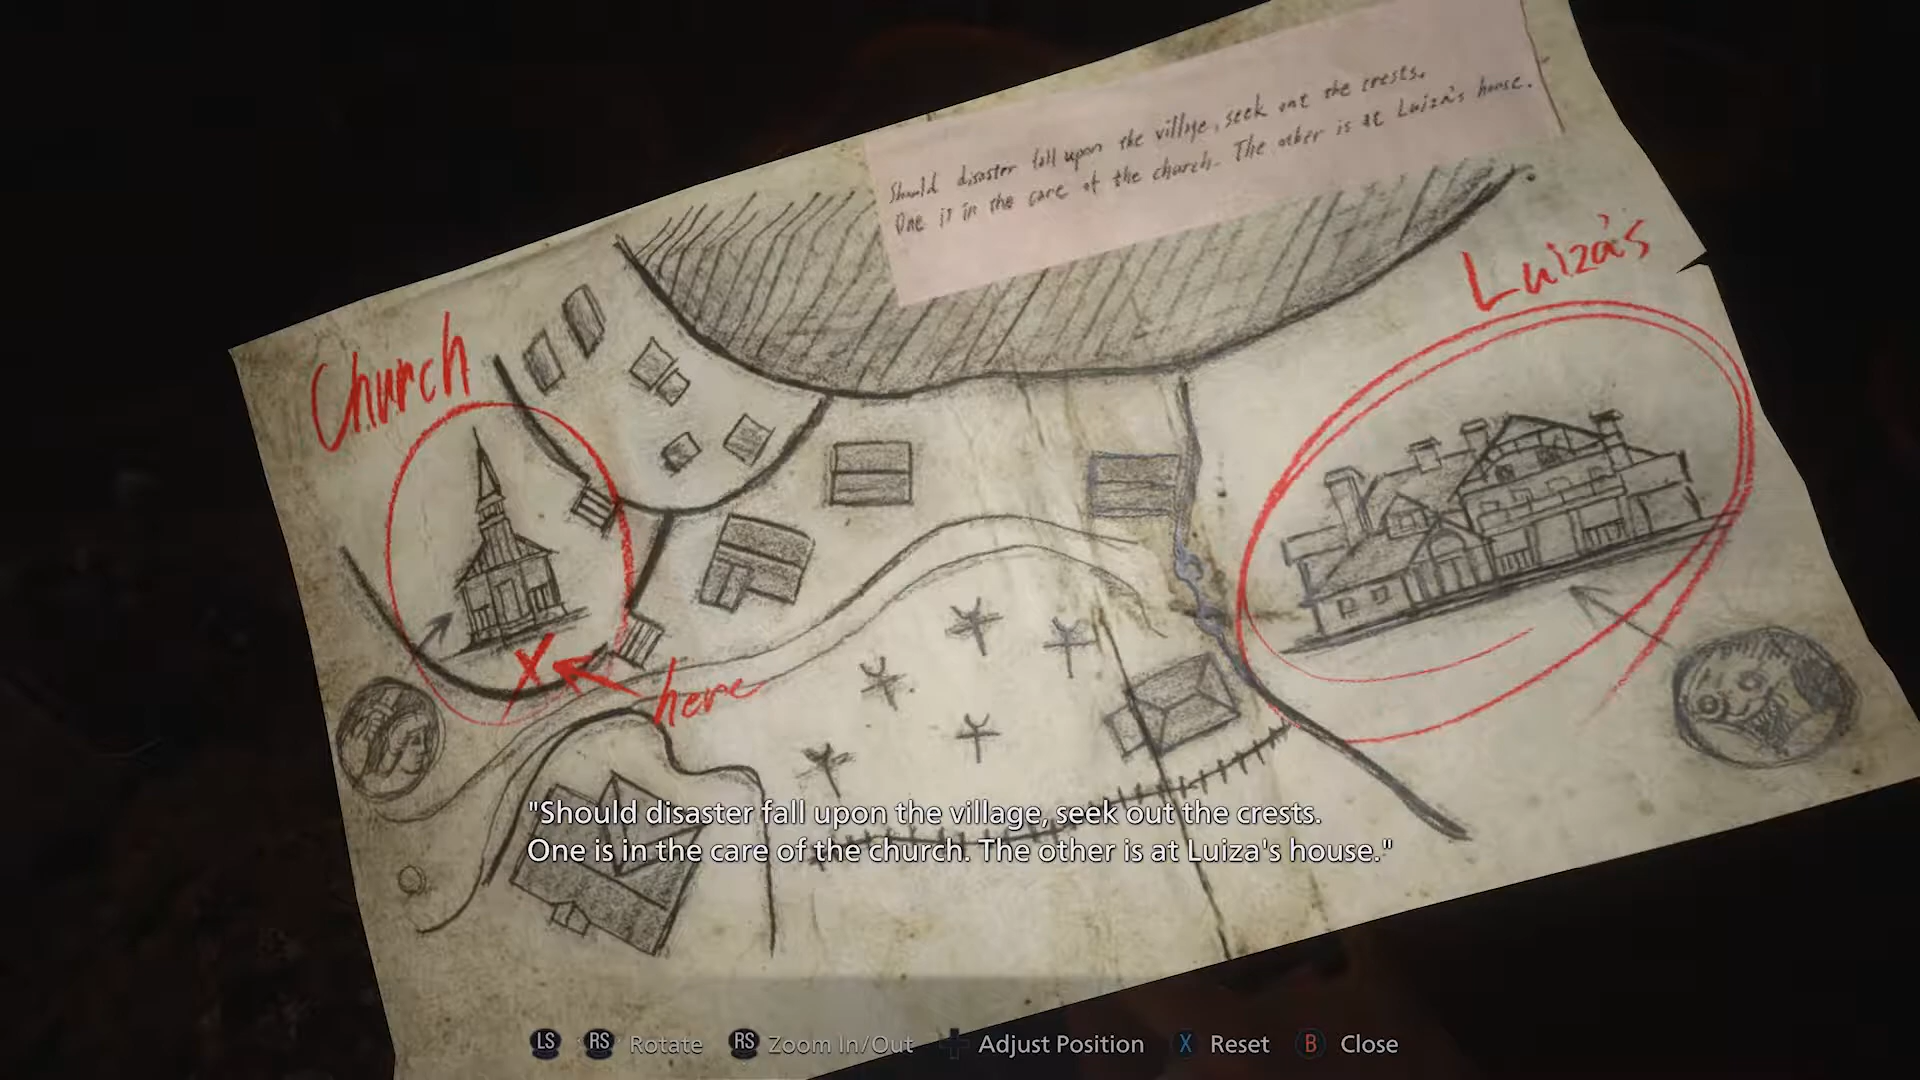 Should disaster fall upon the village, seek out the crests.
One is in the care of the church. The other is at Luiza's house.
Luiza's
Church
here
X
"Should disaster fall upon the village, seek out the crests.
One is in the care of the church. The other is at Luiza's house."
LS RS Rotate RS Zoom In/Out Adjust Position X Reset B Close